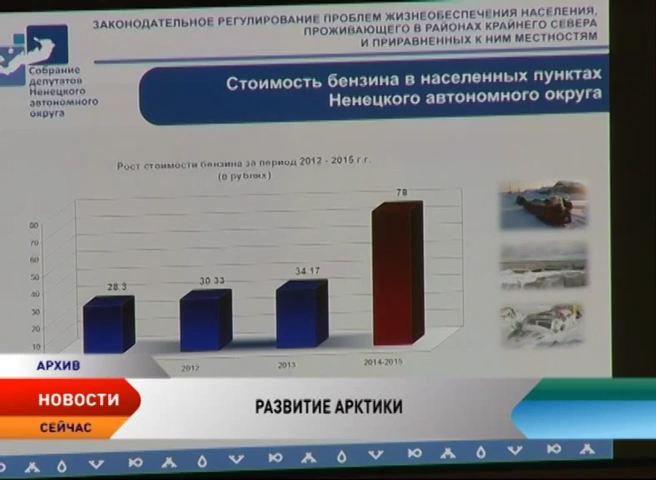 ЗАКОНОДАТЕЛЬНОЕ РЕГУЛИРОВАНИЕ ПРОБЛЕМ ЖИЗНЕОБЕСПЕЧЕНИЯ НАСЕЛЕНИЯ,
ПРОЖИВАЮЩЕГО В РАЙОНАХ КРАЙНЕГО СЕВЕРА
И ПРИРАВНЕННЫХ К НИМ МЕСТНОСТЯМ
Собрание
депутатов
Ненецкого
автономного
округа
Стоимость бензина в населенных пунктах
Ненецкого автономного округа
Рост стоимости бензина за период 2012 - 2015 г.г.
(в рублях)
80
70
60
50
40
30
20
10
28.3
30.33
34.17
78
2012
2013
2014-2015
АРХИВ
НОВОСТИ
СЕЙЧАС
РАЗВИТИЕ АРКТИКИ